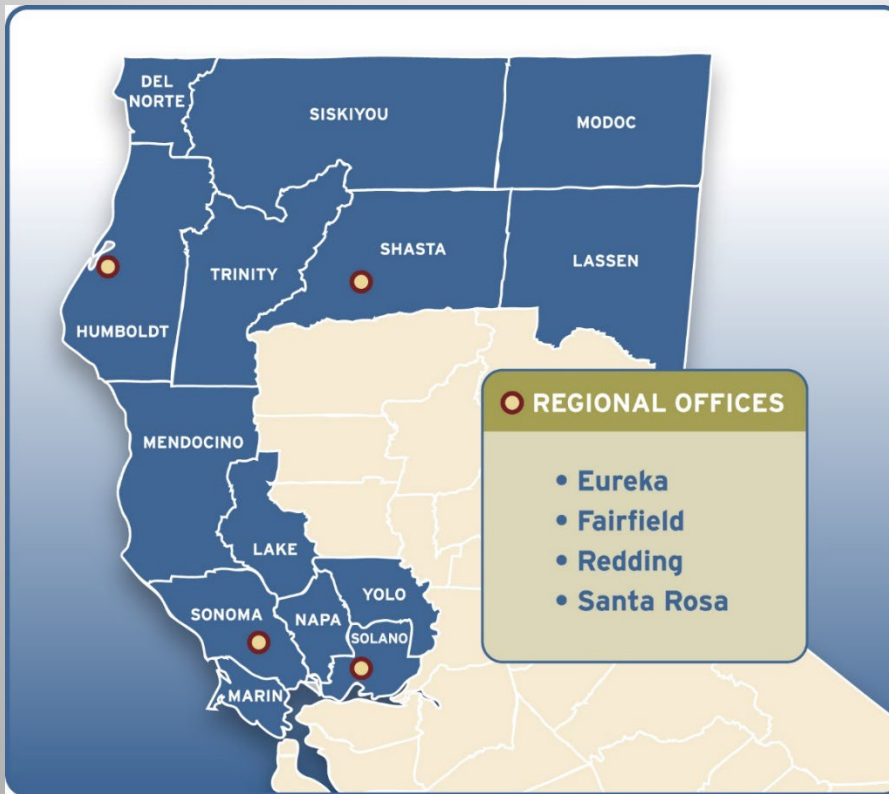 DEL
NORTE
SISKIYOU
MODOC
SHASTA
TRINITY
LASSEN
HUMBOLDT
MENDOCINO
LAKE
YOLO
SONOMA
NAPA
SOLANO
MARIN
REGIONAL OFFICES
• Eureka
• Fairfield
• Redding
• Santa Rosa